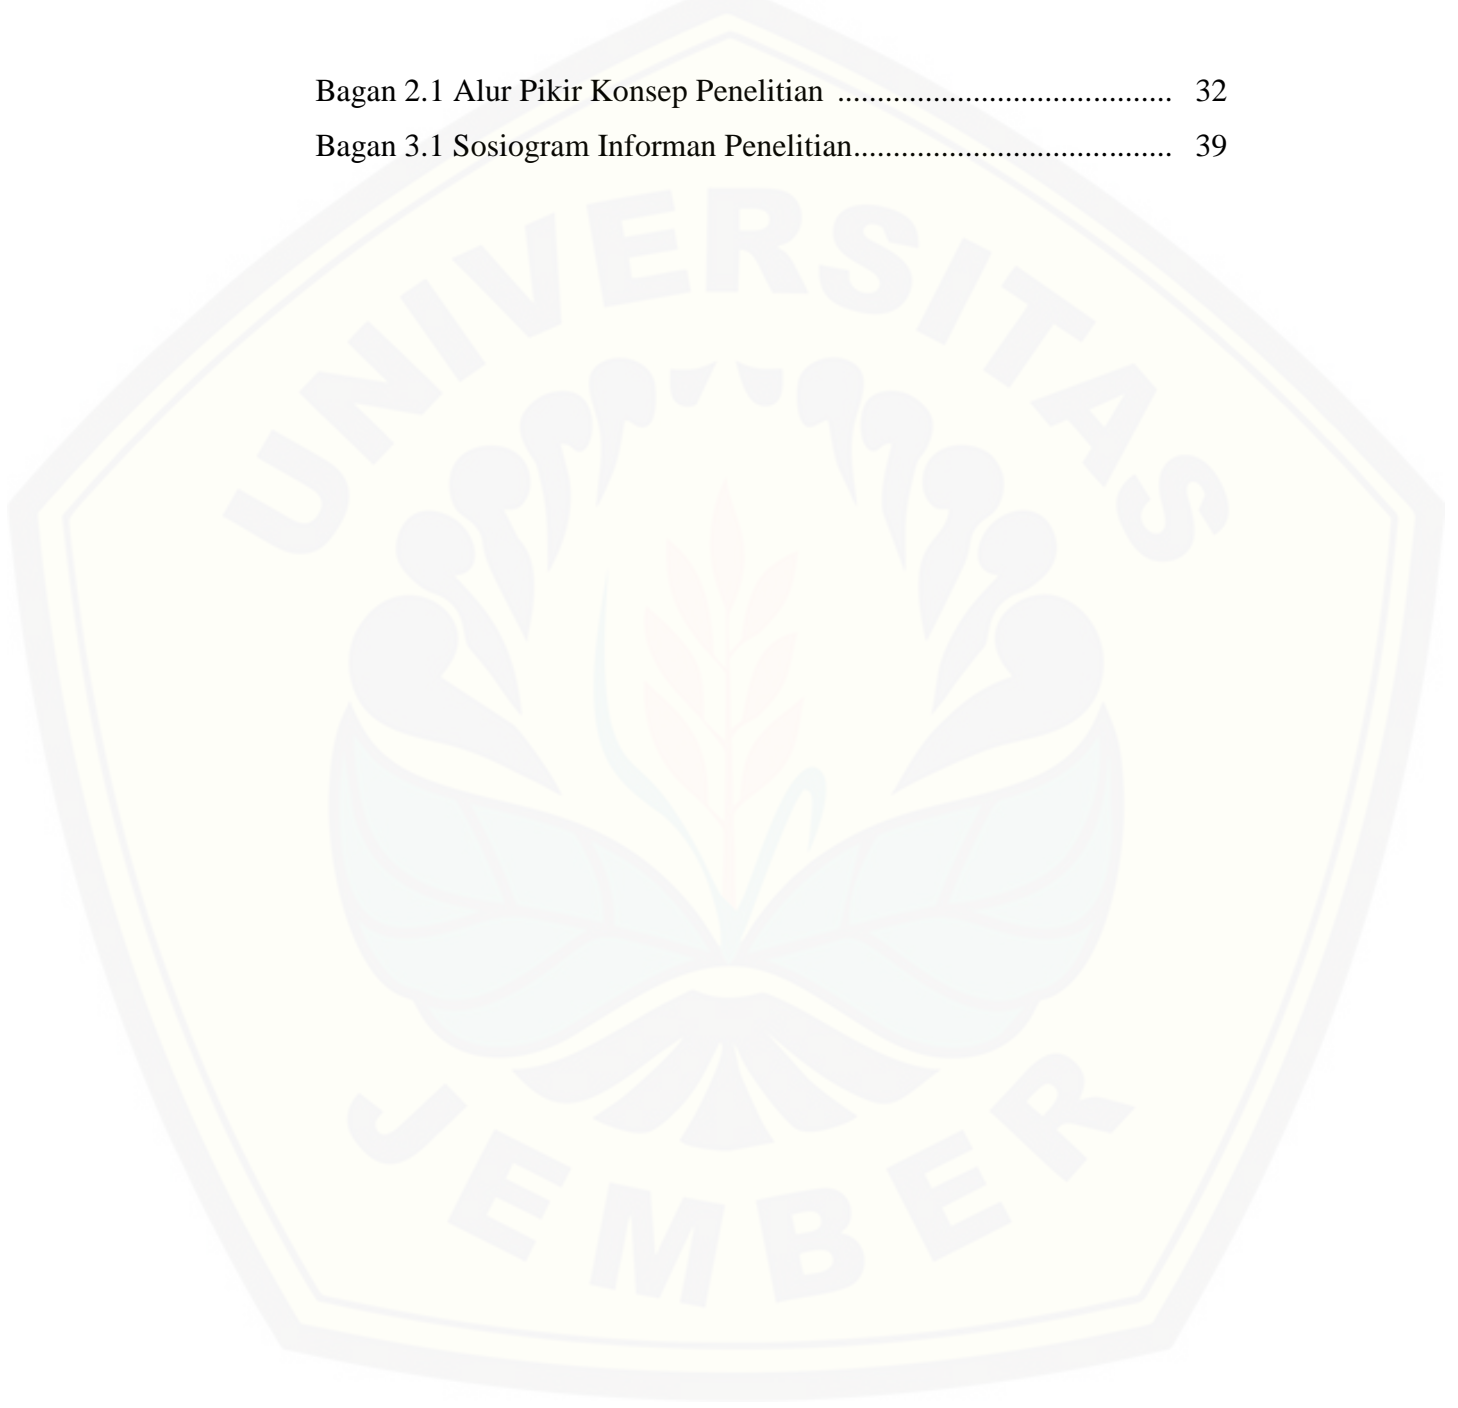 Bagan 2.1 Alur Pikir Konsep Penelitian .......................................... 32
Bagan 3.1 Sosiogram Informan Penelitian........................................ 39
UNIVERSITAS
JEMBER